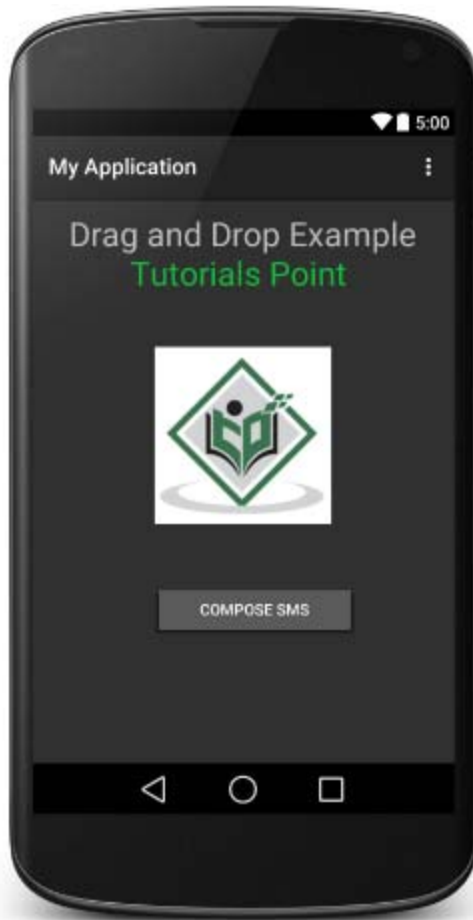 5:00
My Application
Drag and Drop Example
Tutorials Point
COMPOSE SMS